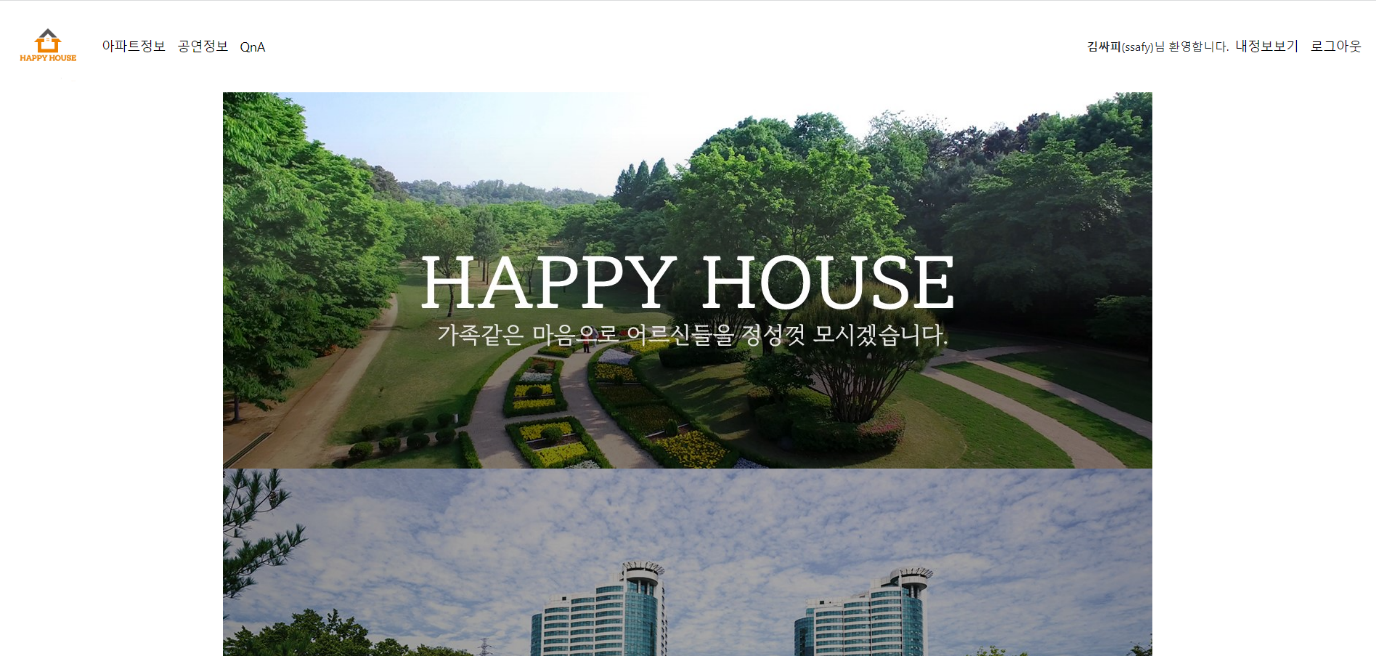 HAPPY HOUSE
아파트정보 공연정보 QnA
김싸피(ssafy)님 환영합니다. 내정보보기 로그아웃
HAPPY HOUSE
가족같은 마음으로 어르신들을 정성껏 모시겠습니다.